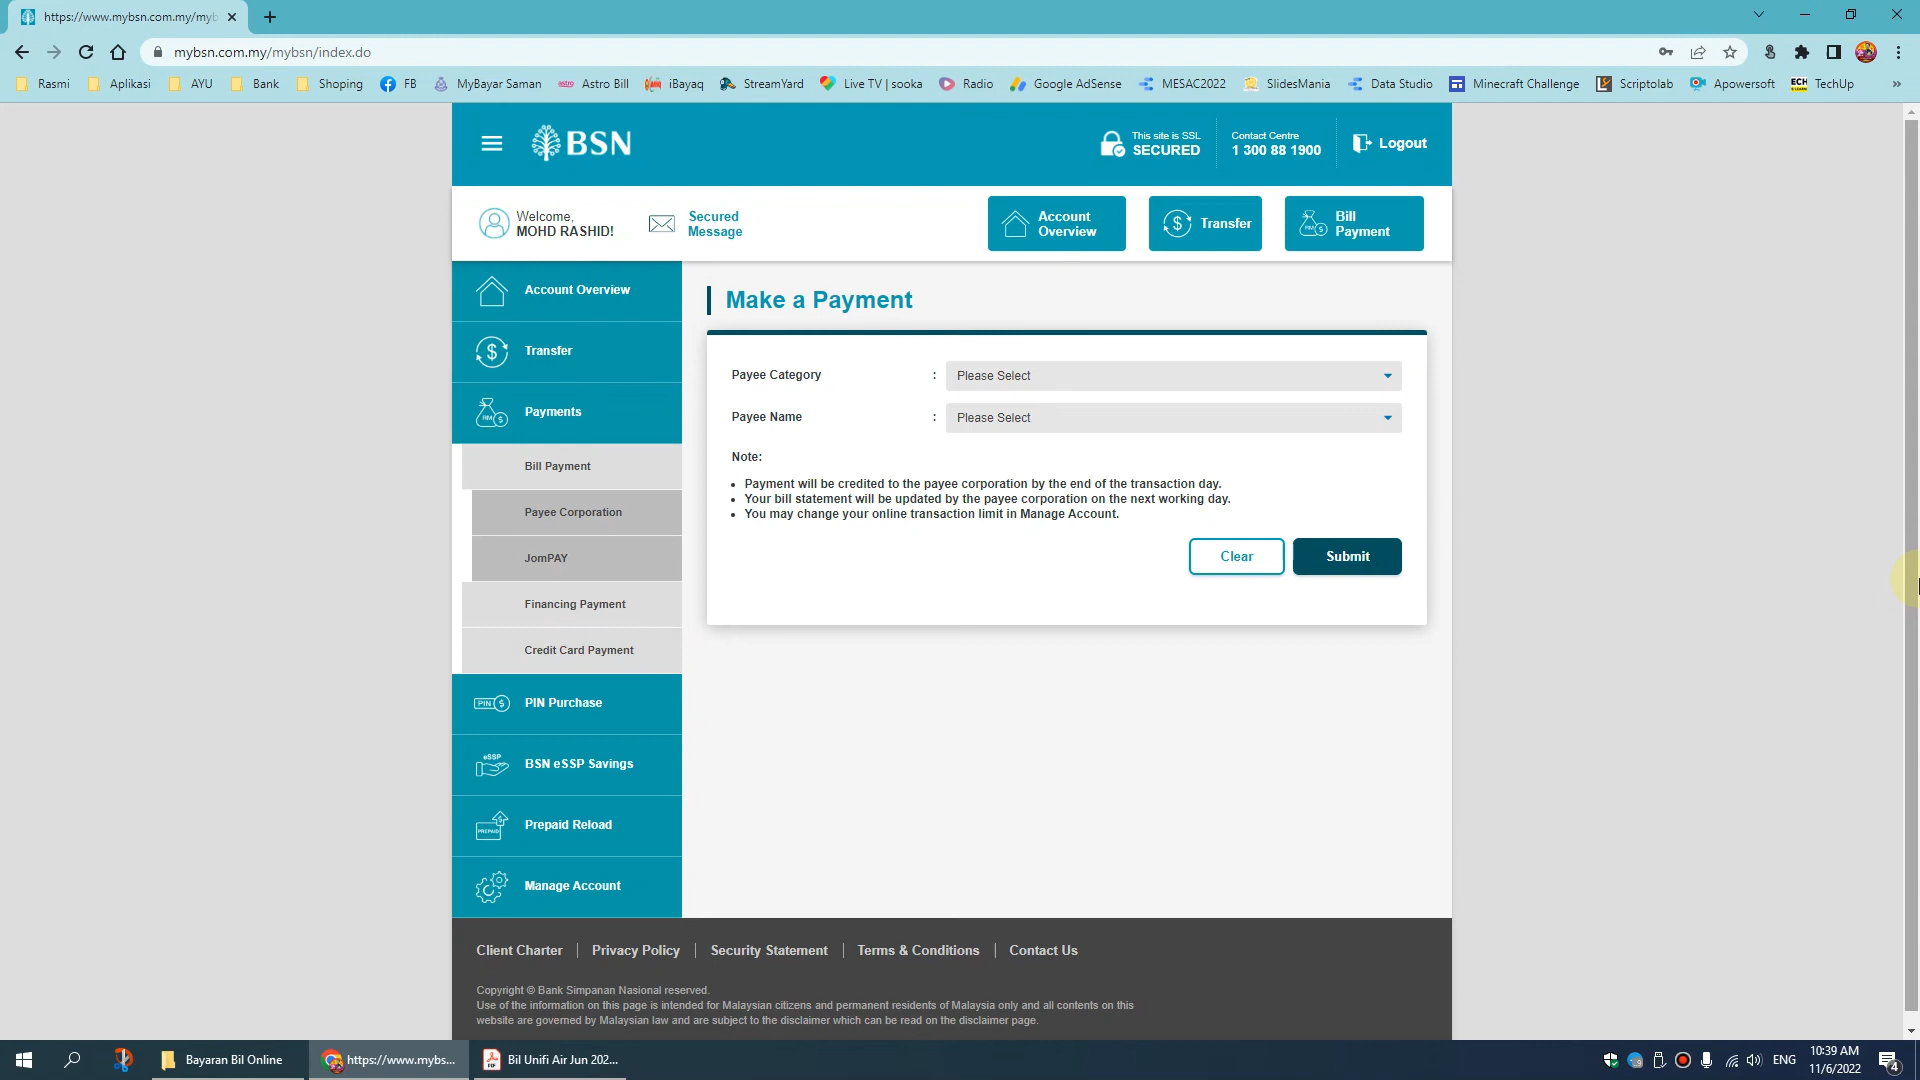 https://www.mybsn.com.my/myb
mybsn.com.my/mybsn/index.do
Rasmi Aplikasi AYU Bank Shoping FB MyBayar Saman astro Astro Bill iBayaq StreamYard Live TV | sooka Radio Google AdSense MESAC2022 SlidesMania Data Studio Minecraft Challenge Scriptolab Apowersoft TechUp »
BSN
This site is SSL
SECURED
Contact Centre
1 300 88 1900
Logout
Welcome,
MOHD RASHID!
Secured
Message
Account
Overview
Transfer
Bill
Payment
Account Overview
Transfer
Payments
Bill Payment
Payee Corporation
JomPAY
Financing Payment
Credit Card Payment
PIN
PIN Purchase
eSSP
BSN eSSP Savings
PREPAID
Prepaid Reload
Manage Account
Make a Payment
Payee Category : Please Select
Payee Name : Please Select
Note:
• Payment will be credited to the payee corporation by the end of the transaction day.
• Your bill statement will be updated by the payee corporation on the next working day.
• You may change your online transaction limit in Manage Account.
Clear
Submit
Client Charter | Privacy Policy | Security Statement | Terms & Conditions | Contact Us
Copyright © Bank Simpanan Nasional reserved.
Use of the information on this page is intended for Malaysian citizens and permanent residents of Malaysia only and all contents on this
website are governed by Malaysian law and are subject to the disclaimer which can be read on the disclaimer page.
Bayaran Bil Online
https://www.mybs...
Bil Unifi Air Jun 202...
ENG
10:39 AM
11/6/2022
4